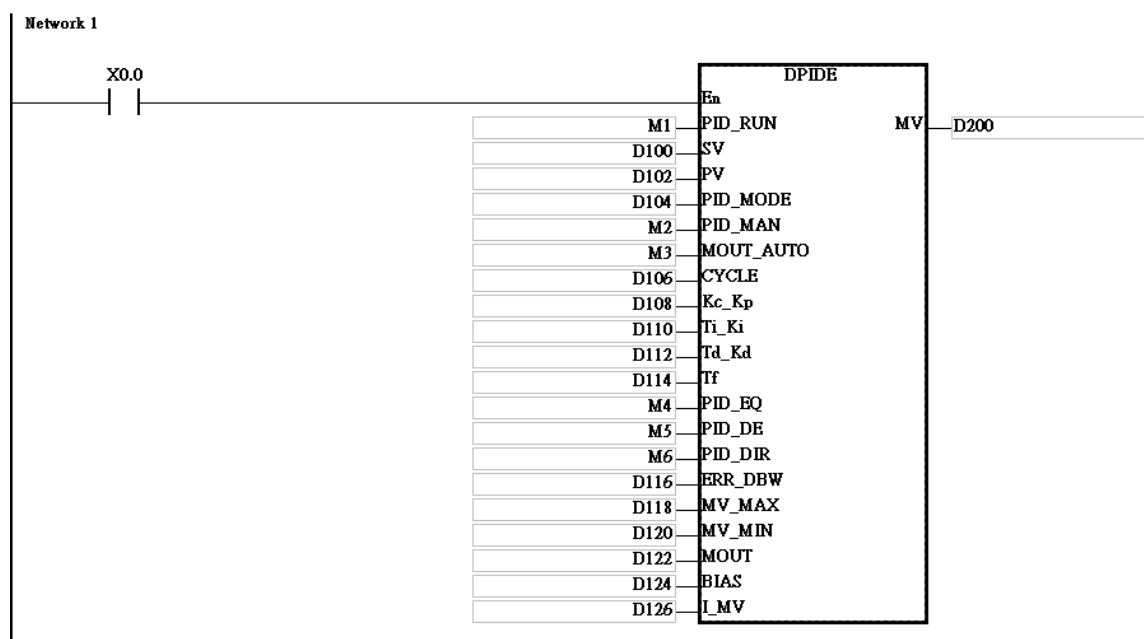 Network 1
X0.0
DPIDE
En
M1 PID_RUN MV D200
D100 SV
D102 PV
D104 PID_MODE
M2 PID_MAN
M3 MOUT_AUTO
D106 CYCLE
D108 Kc_Kp
D110 Ti_Ki
D112 Td_Kd
D114 Tf
M4 PID_EQ
M5 PID_DE
M6 PID_DIR
D116 ERR_DBW
D118 MV_MAX
D120 MV_MIN
D122 MOUT
D124 BIAS
D126 I_MV